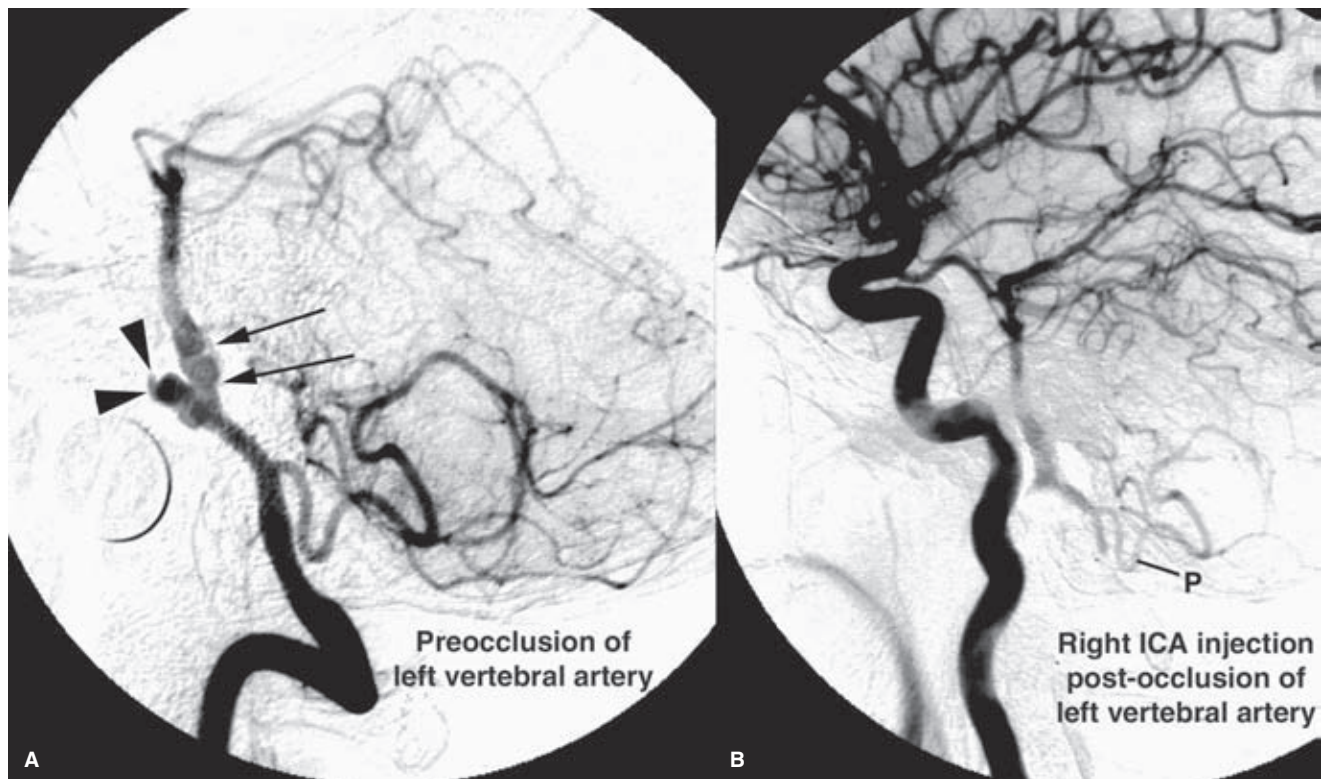 Preocclusion of
left vertebral artery
A
P
Right ICA injection
post-occlusion of
left vertebral artery
B